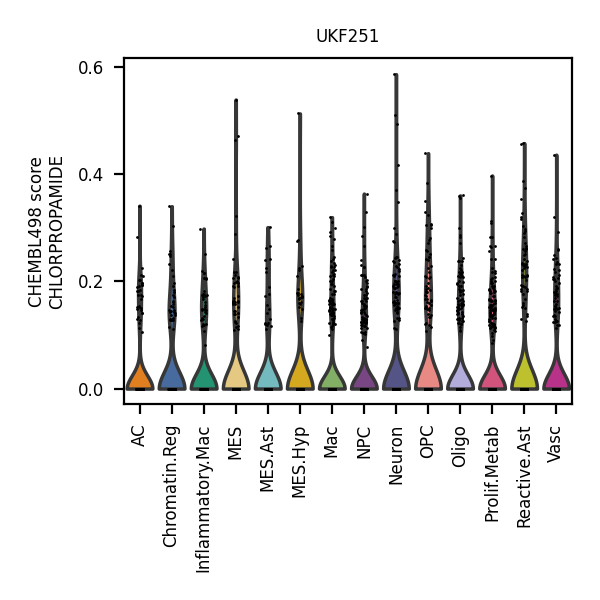 UKF251
CHEMBL498 score
CHLORPROPAMIDE
0.6
0.4
0.2
0.0
AC
Chromatin.Reg
Inflammatory.Mac
MES
MES.Ast
MES.Hyp
Mac
NPC
Neuron
OPC
Oligo
Prolif.Metab
Reactive.Ast
Vasc